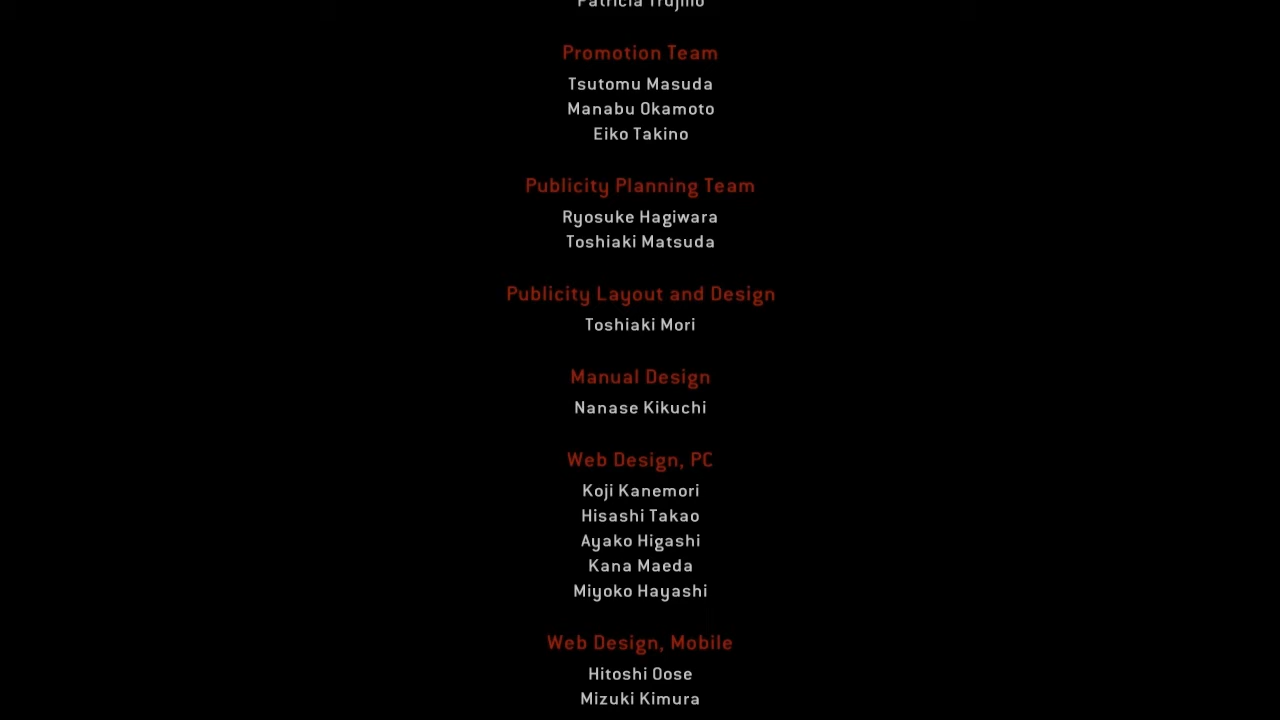 Patricia Trujillo
Promotion Team
Tsutomu Masuda
Manabu Okamoto
Eiko Takino
Publicity Planning Team
Ryosuke Hagiwara
Toshiaki Matsuda
Publicity Layout and Design
Toshiaki Mori
Manual Design
Nanase Kikuchi
Web Design, PC
Koji Kanemori
Hisashi Takao
Ayako Higashi
Kana Maeda
Miyoko Hayashi
Web Design, Mobile
Hitoshi Oose
Mizuki Kimura